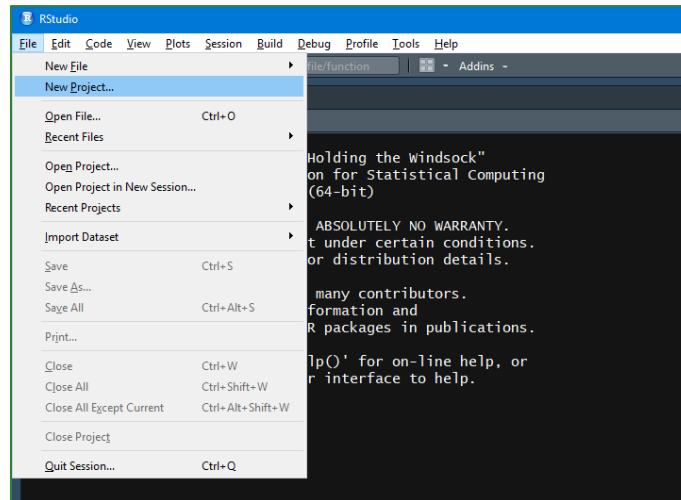 RStudio
File Edit Code View Plots Session Build Debug Profile Tools Help
file/function Addins
New File
New Project...
Open File... Ctrl+O
Recent Files
Open Project...
Open Project in New Session...
Recent Projects
Import Dataset
Save Ctrl+S
Save As...
Save All Ctrl+Alt+S
Print...
Close Ctrl+W
Close All Ctrl+Shift+W
Close All Except Current Ctrl+Alt+Shift+W
Close Project
Quit Session... Ctrl+Q
Holding the Windsock"
on for Statistical Computing
(64-bit)
ABSOLUTELY NO WARRANTY.
t under certain conditions.
or distribution details.
many contributors.
formation and
R packages in publications.
lp()' for on-line help, or
r interface to help.